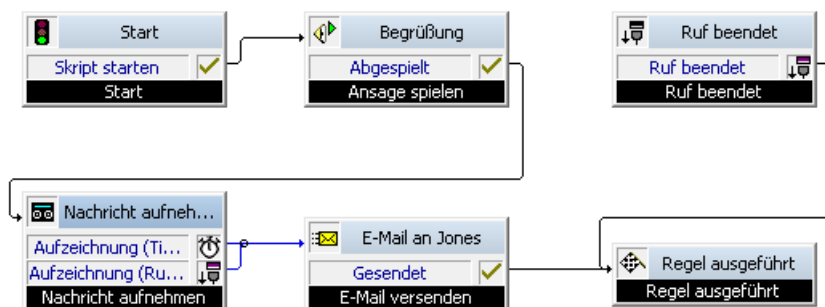 Start
Skript starten
Start
Begrüßung
Abgespielt
Ansage spielen
Ruf beendet
Ruf beendet
Ruf beendet
Nachricht aufneh...
Aufzeichnung (Ti...
Aufzeichnung (Ru...
Nachricht aufnehmen
E-Mail an Jones
Gesendet
E-Mail versenden
Regel ausgeführt
Regel ausgeführt